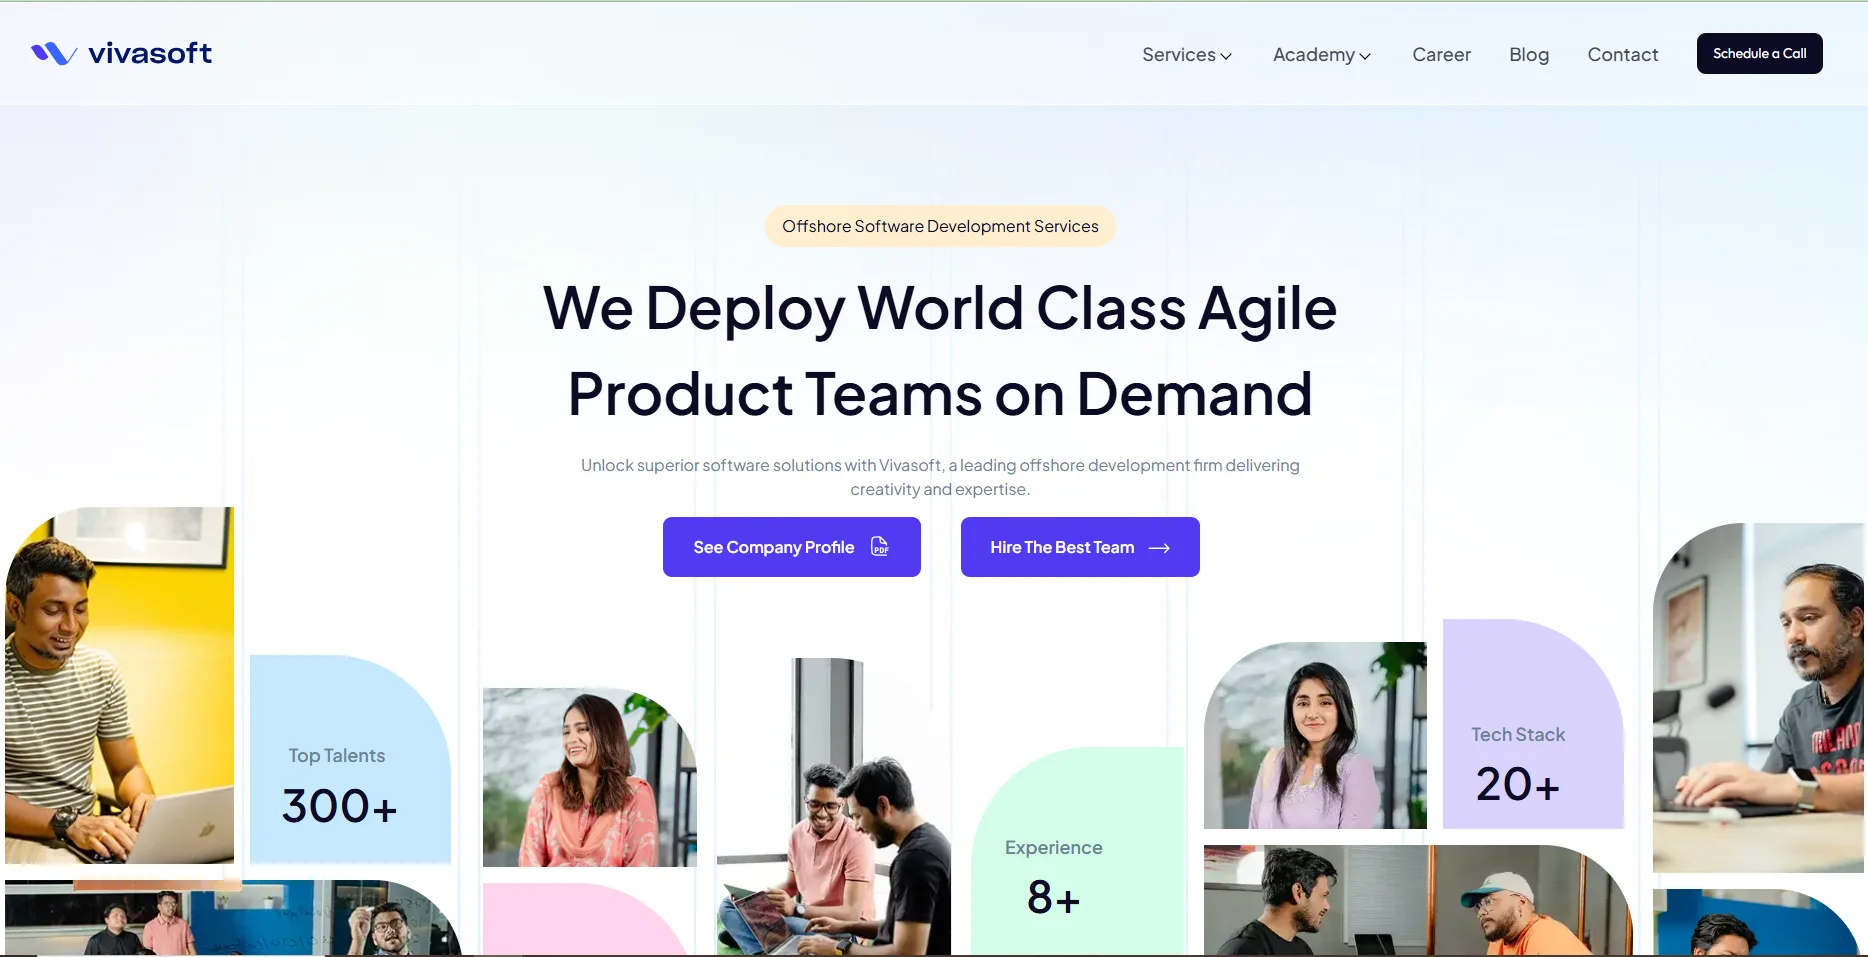 vivasoft
Services
Academy
Career
Blog
Contact
Schedule a Call
Offshore Software Development Services
We Deploy World Class Agile
Product Teams on Demand
Unlock superior software solutions with Vivasoft, a leading offshore development firm delivering
creativity and expertise.
See Company Profile
PDF
Hire The Best Team
Top Talents
300+
Experience
8+
Tech Stack
20+